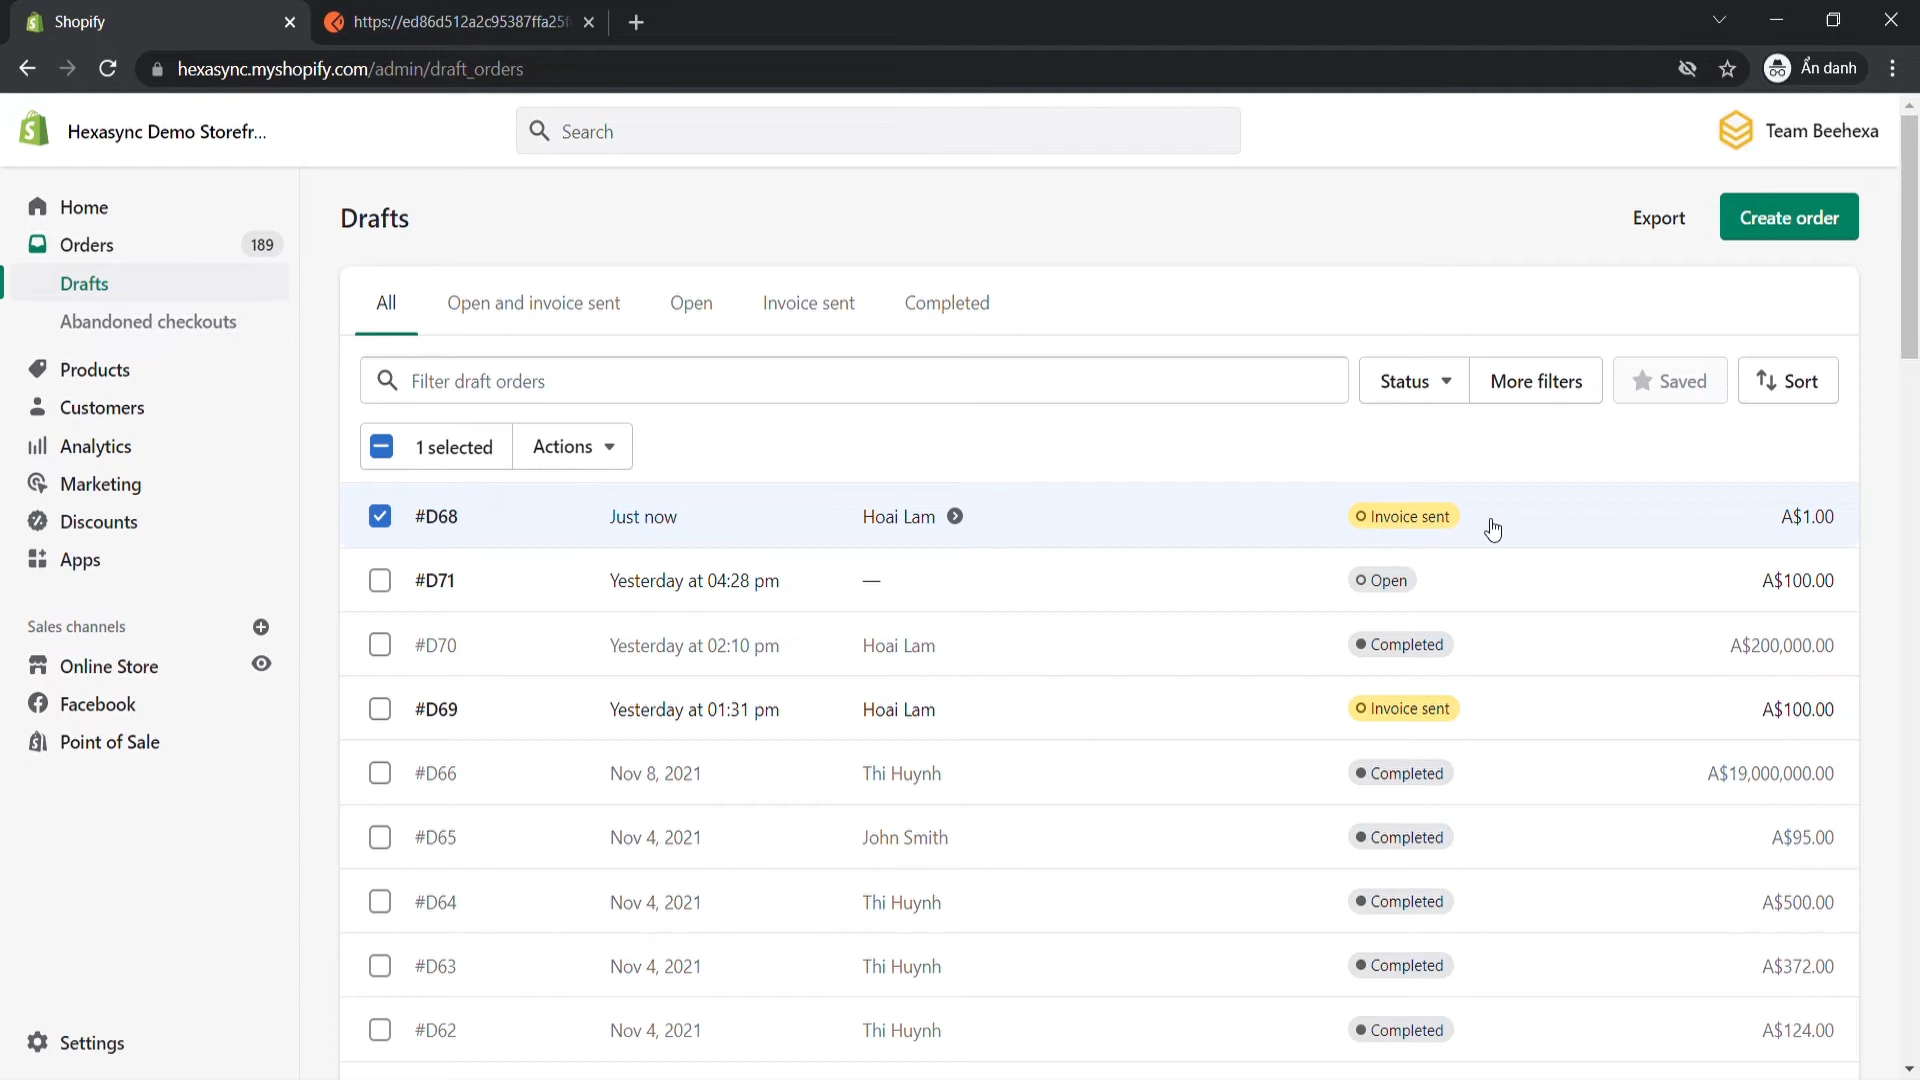 Shopify
https://ed86d512a2c95387ffa25f
hexasync.myshopify.com/admin/draft_orders
Ẩn danh
Hexasync Demo Storefr...
Search
Team Beehexa
Home
Orders 189
Drafts
Abandoned checkouts
Products
Customers
Analytics
Marketing
Discounts
Apps
Sales channels
Online Store
Facebook
Point of Sale
Settings
Drafts
Export
Create order
All Open and invoice sent Open Invoice sent Completed
Filter draft orders Status More filters Saved Sort
1 selected Actions
#D68 Just now Hoai Lam Invoice sent A$1.00
#D71 Yesterday at 04:28 pm — Open A$100.00
#D70 Yesterday at 02:10 pm Hoai Lam Completed A$200,000.00
#D69 Yesterday at 01:31 pm Hoai Lam Invoice sent A$100.00
#D66 Nov 8, 2021 Thi Huynh Completed A$19,000,000.00
#D65 Nov 4, 2021 John Smith Completed A$95.00
#D64 Nov 4, 2021 Thi Huynh Completed A$500.00
#D63 Nov 4, 2021 Thi Huynh Completed A$372.00
#D62 Nov 4, 2021 Thi Huynh Completed A$124.00